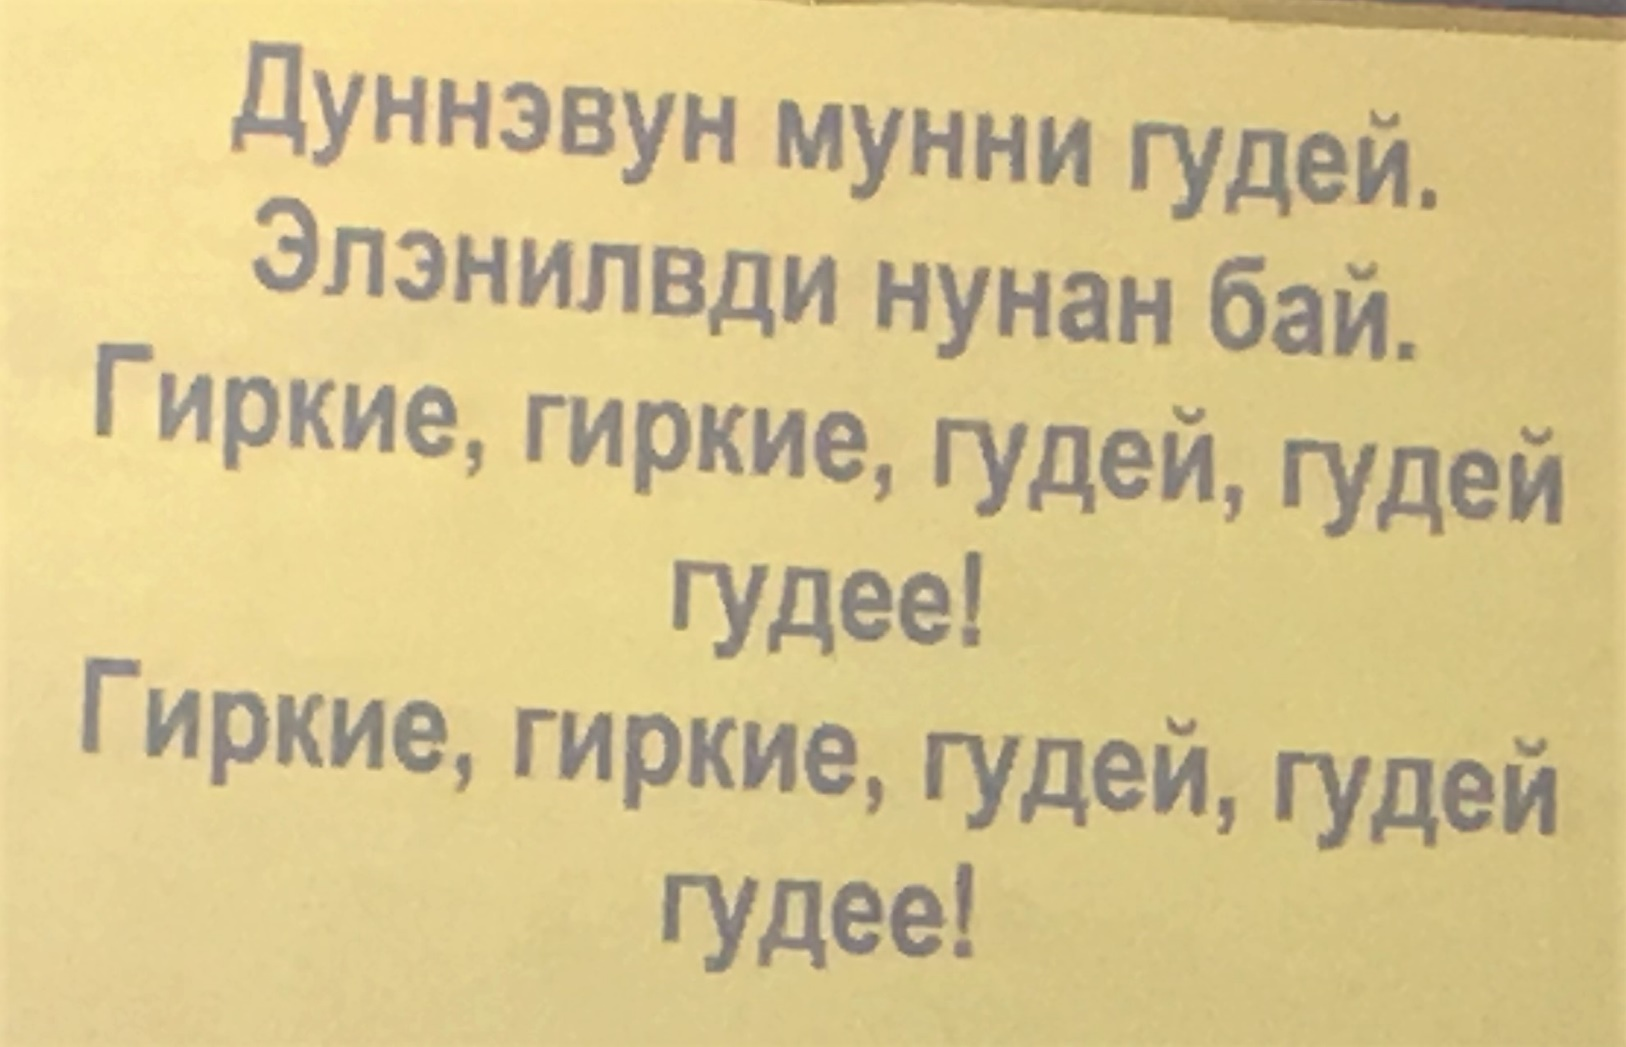 Дуннэвун мунни гудей.
Элэнилвди нунан бай.
Гиркие, гиркие, гудей, гудей
гудее!
Гиркие, гиркие, гудей, гудей
гудее!